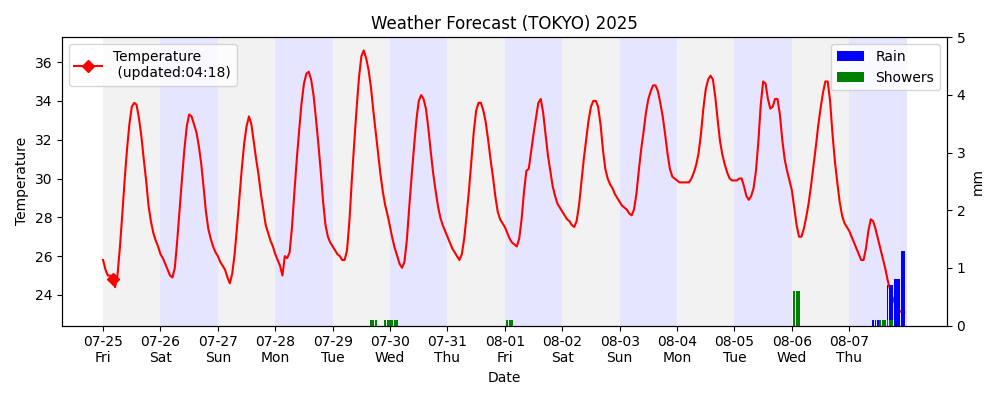 Weather Forecast (TOKYO) 2025
Temperature
(updated:04:18)
Rain
Showers
Temperature
36
34
32
30
28
26
24
5
4
3
2
1
0
mm
07-25 07-26 07-27 07-28 07-29 07-30 07-31 08-01 08-02 08-03 08-04 08-05 08-06 08-07
Fri Sat Sun Mon Tue Wed Thu Fri Sat Sun Mon Tue Wed Thu
Date